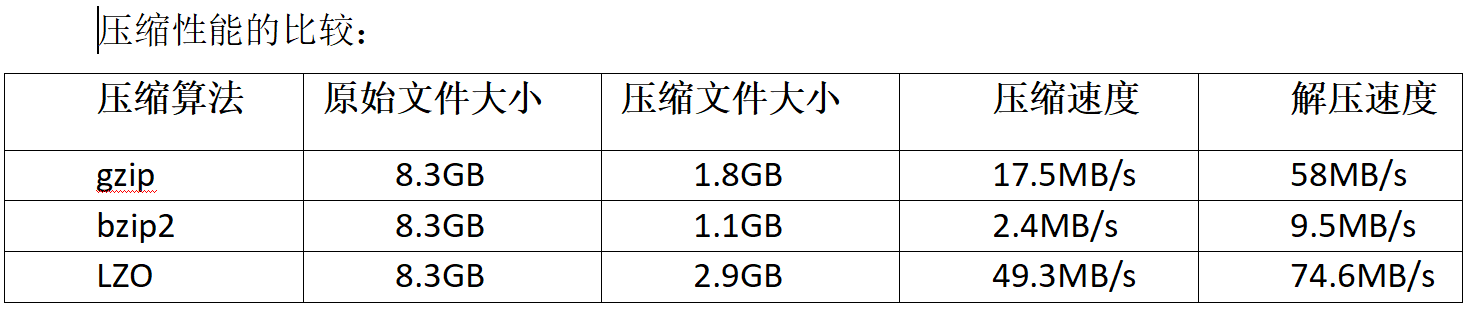 压缩性能的比较：
压缩算法 原始文件大小 压缩文件大小 压缩速度 解压速度
gzip 8.3GB 1.8GB 17.5MB/s 58MB/s
bzip2 8.3GB 1.1GB 2.4MB/s 9.5MB/s
LZO 8.3GB 2.9GB 49.3MB/s 74.6MB/s